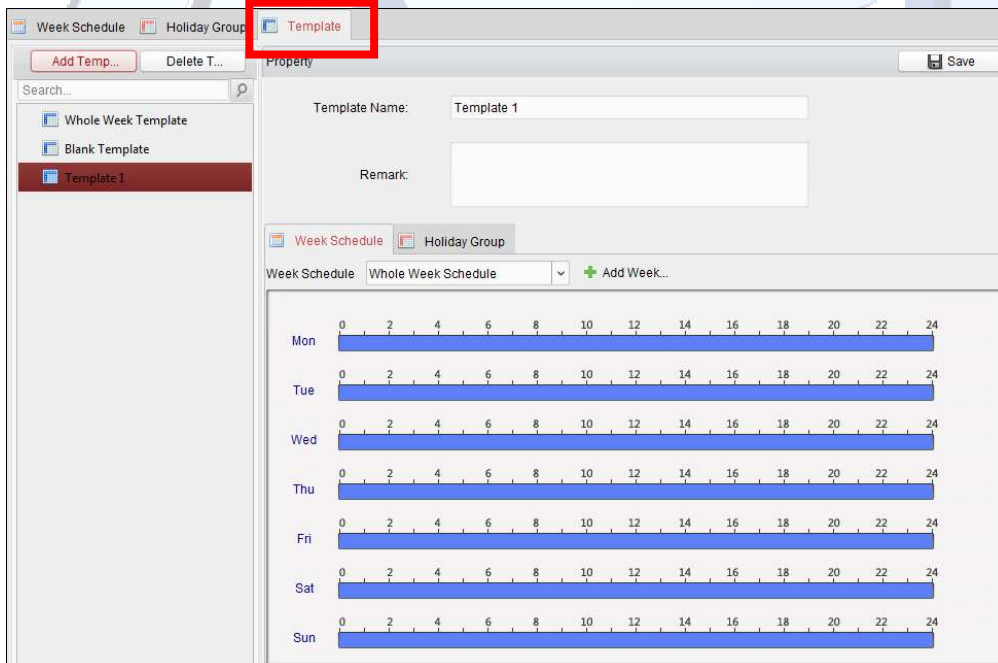 Week Schedule Holiday Group Template
Add Temp... Delete T... Property Save
Search...
Whole Week Template
Blank Template
Template 1
Template Name: Template 1
Remark:
Week Schedule Holiday Group
Week Schedule Whole Week Schedule Add Week...
0 2 4 6 8 10 12 14 16 18 20 22 24
Mon
0 2 4 6 8 10 12 14 16 18 20 22 24
Tue
0 2 4 6 8 10 12 14 16 18 20 22 24
Wed
0 2 4 6 8 10 12 14 16 18 20 22 24
Thu
0 2 4 6 8 10 12 14 16 18 20 22 24
Fri
0 2 4 6 8 10 12 14 16 18 20 22 24
Sat
0 2 4 6 8 10 12 14 16 18 20 22 24
Sun